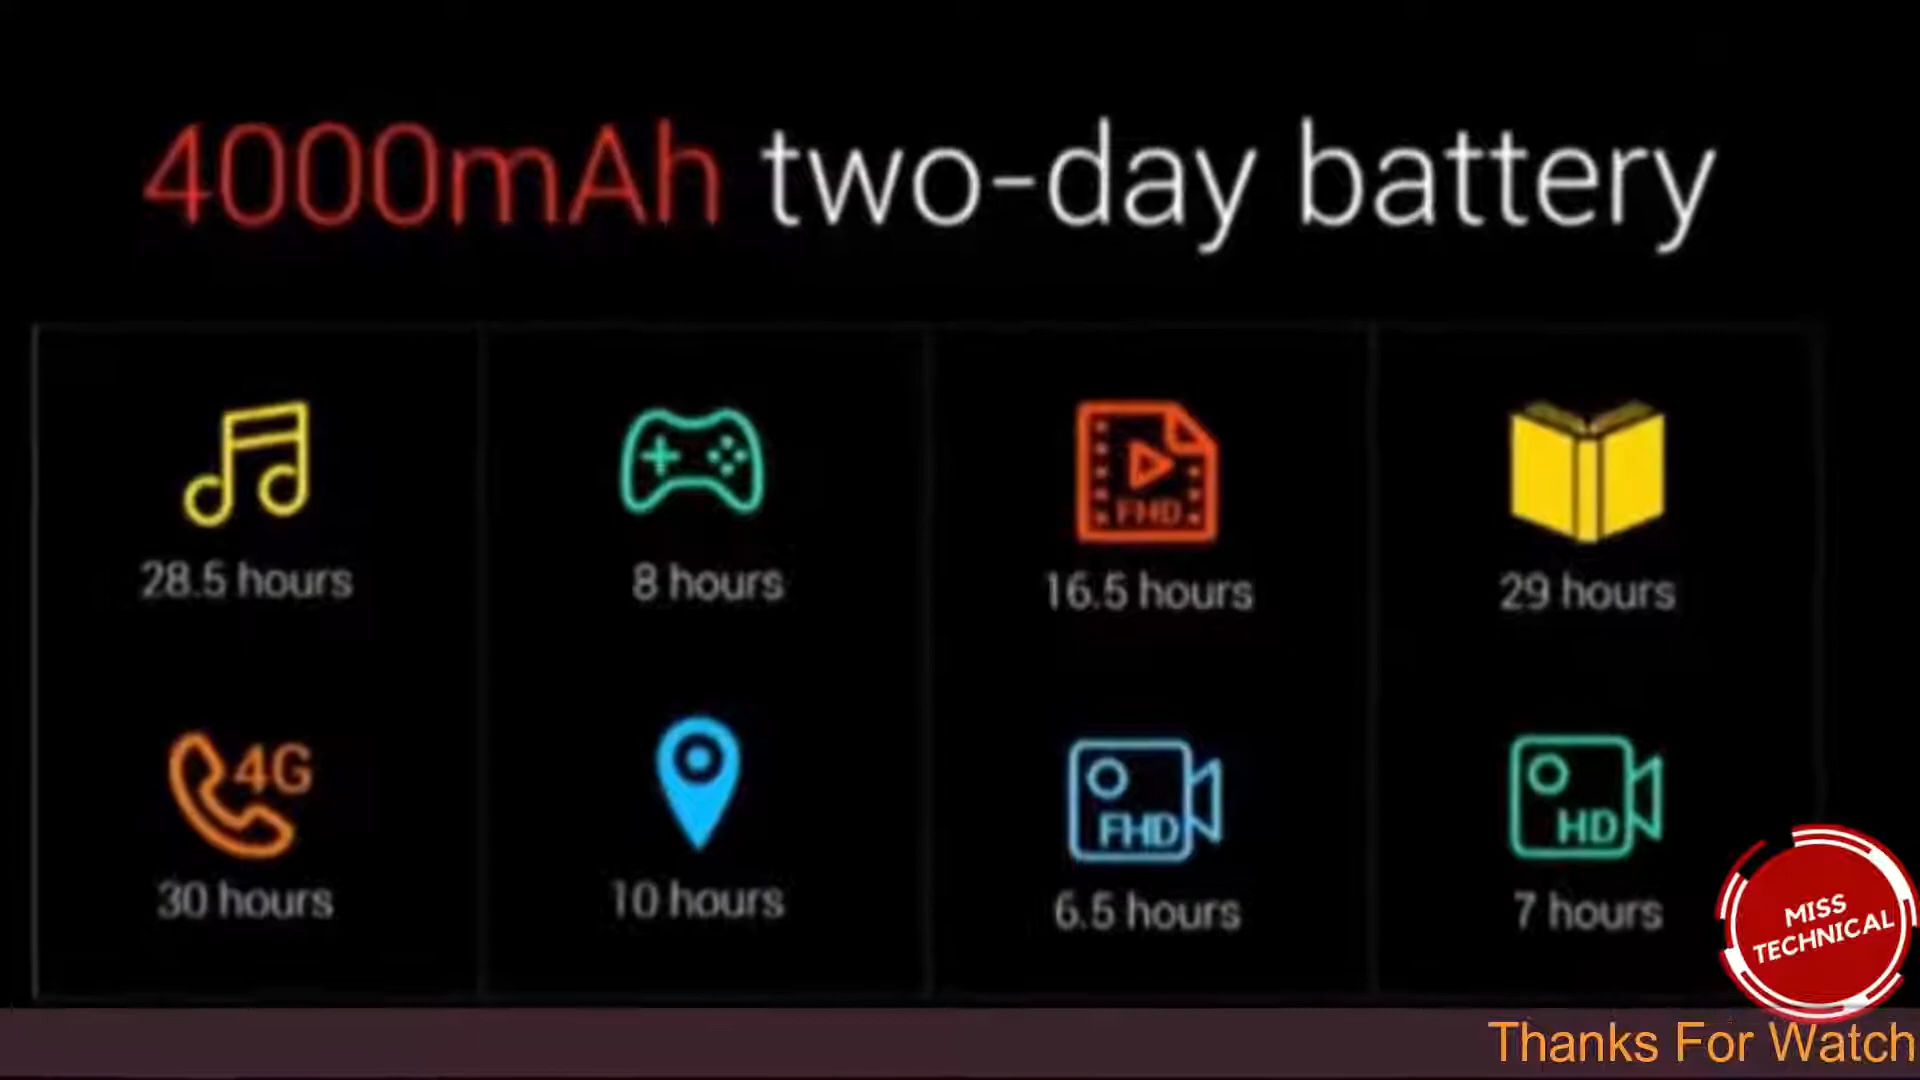 4000mAh two-day battery
FHD
28.5 hours
8 hours
16.5 hours
29 hours
4G
FHD
HD
30 hours
10 hours
6.5 hours
7 hours
MISS
TECHNICAL
Thanks For Watch